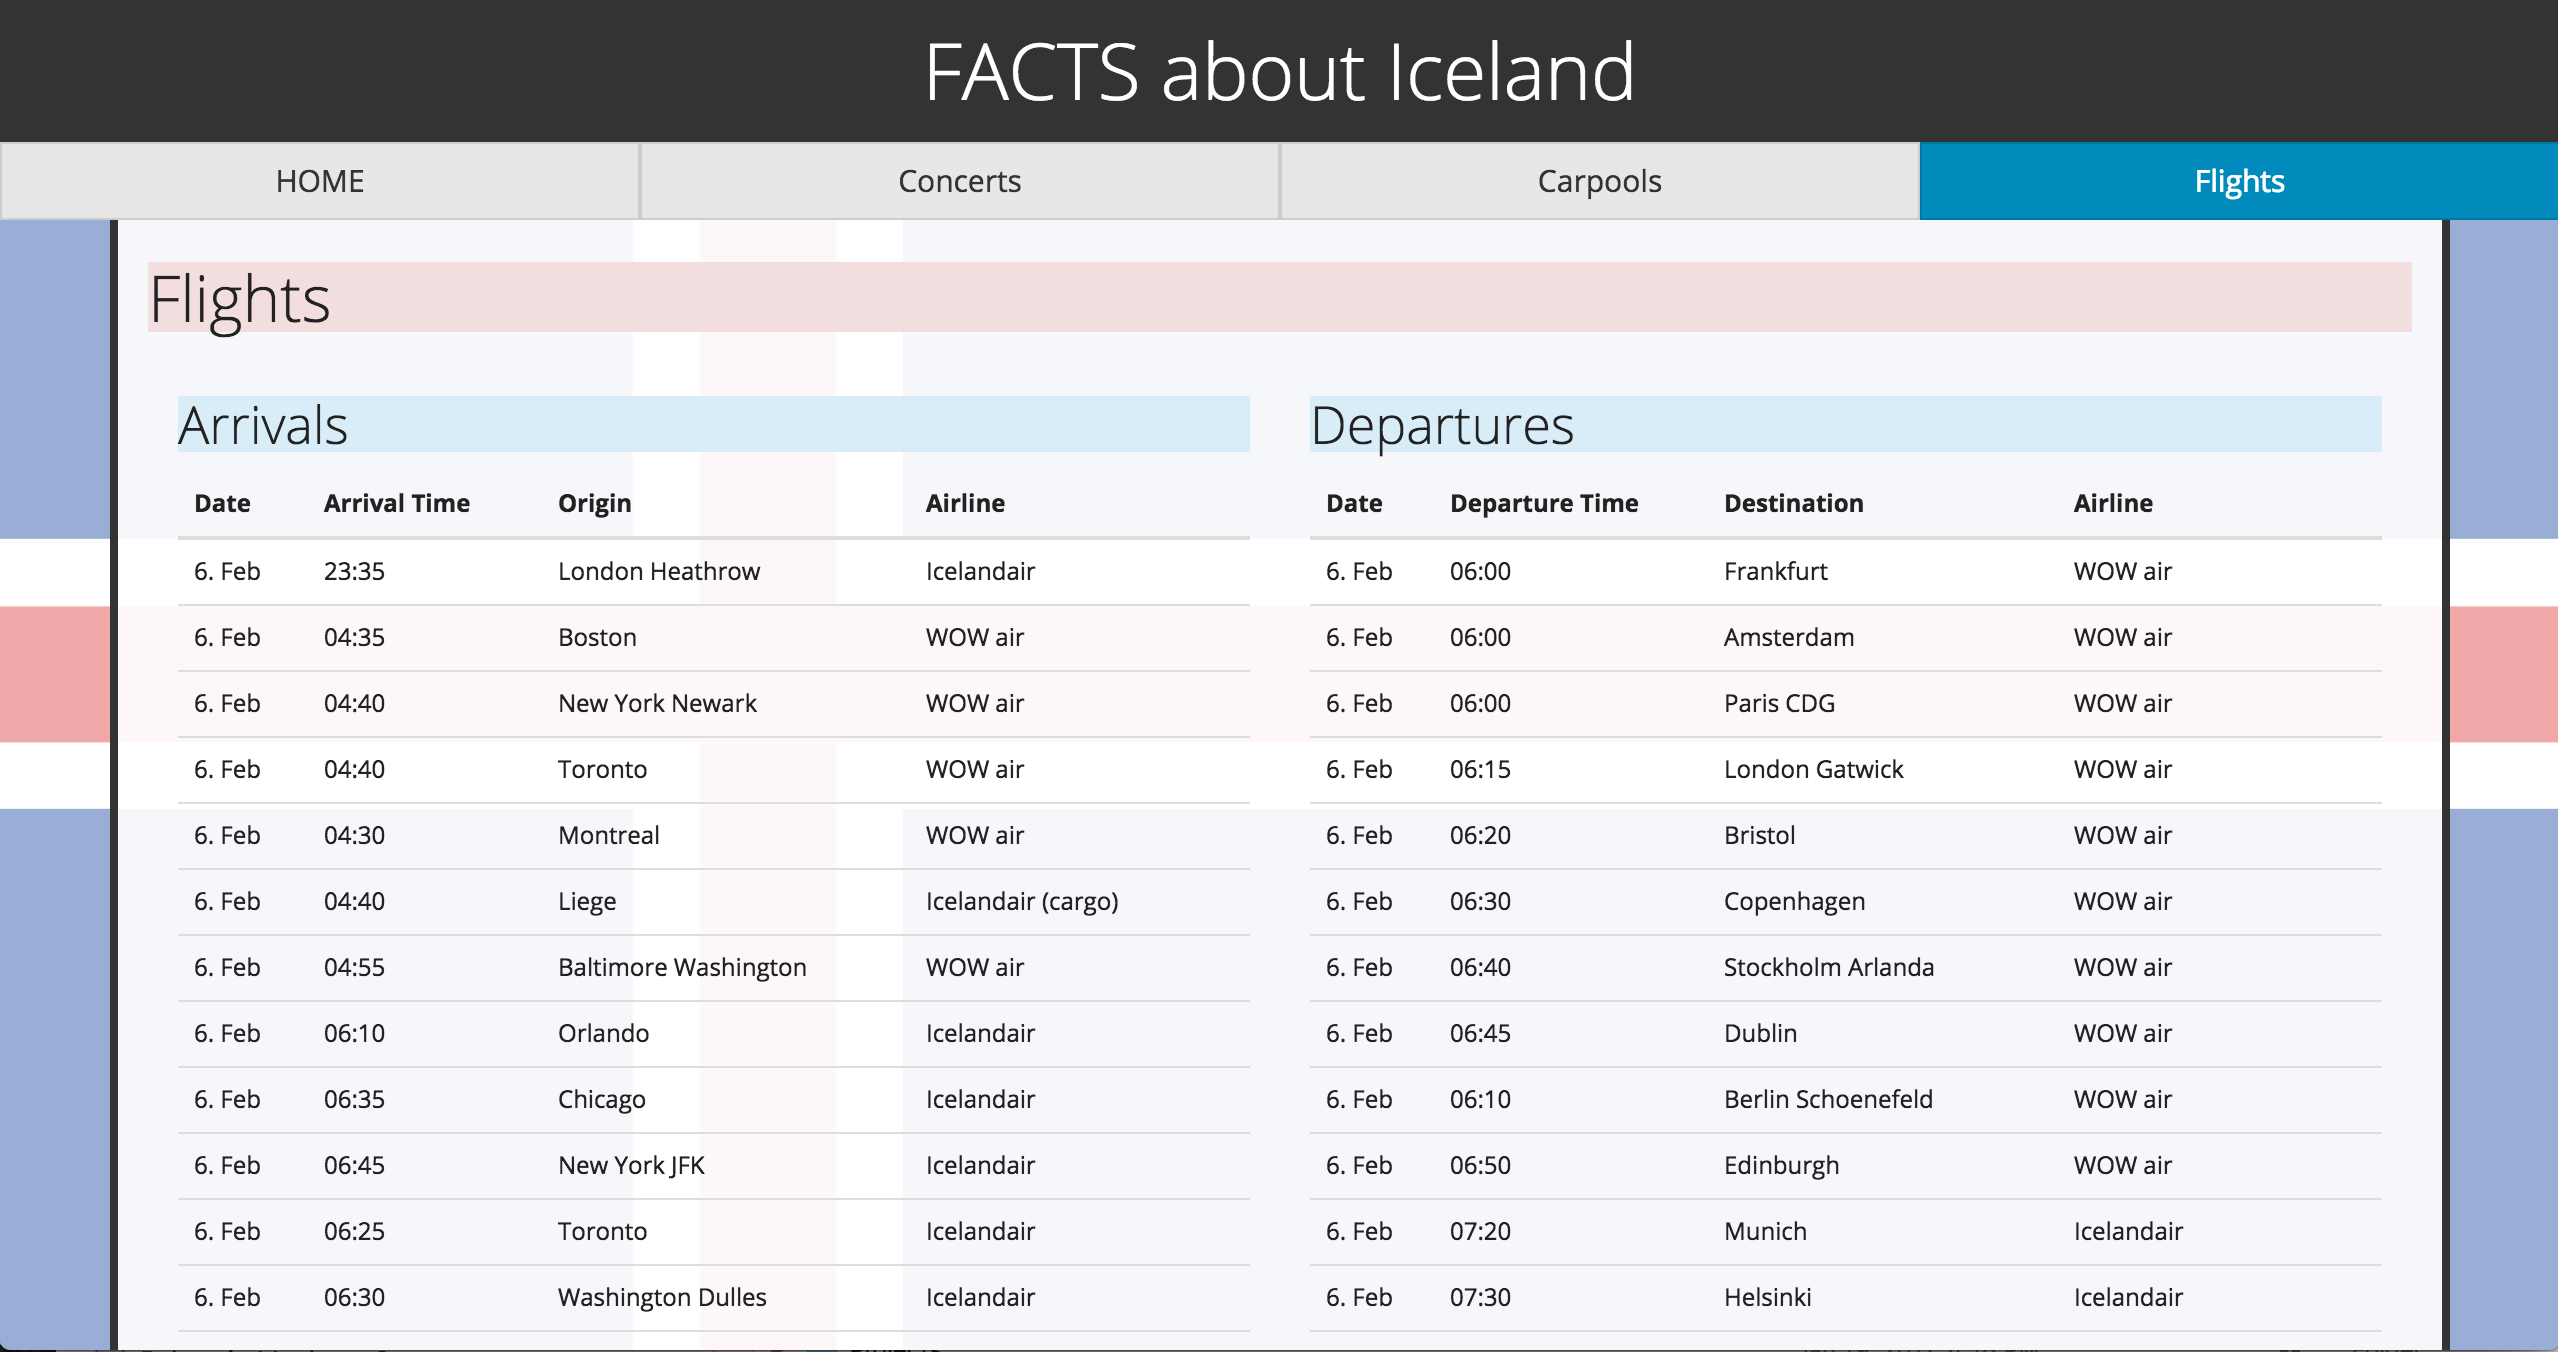 FACTS about Iceland
HOME Concerts Carpools Flights
Flights
Arrivals
Date Arrival Time Origin Airline
6. Feb 23:35 London Heathrow Icelandair
6. Feb 04:35 Boston WOW air
6. Feb 04:40 New York Newark WOW air
6. Feb 04:40 Toronto WOW air
6. Feb 04:30 Montreal WOW air
6. Feb 04:40 Liege Icelandair (cargo)
6. Feb 04:55 Baltimore Washington WOW air
6. Feb 06:10 Orlando Icelandair
6. Feb 06:35 Chicago Icelandair
6. Feb 06:45 New York JFK Icelandair
6. Feb 06:25 Toronto Icelandair
6. Feb 06:30 Washington Dulles Icelandair
Departures
Date Departure Time Destination Airline
6. Feb 06:00 Frankfurt WOW air
6. Feb 06:00 Amsterdam WOW air
6. Feb 06:00 Paris CDG WOW air
6. Feb 06:15 London Gatwick WOW air
6. Feb 06:20 Bristol WOW air
6. Feb 06:30 Copenhagen WOW air
6. Feb 06:40 Stockholm Arlanda WOW air
6. Feb 06:45 Dublin WOW air
6. Feb 06:10 Berlin Schoenefeld WOW air
6. Feb 06:50 Edinburgh WOW air
6. Feb 07:20 Munich Icelandair
6. Feb 07:30 Helsinki Icelandair